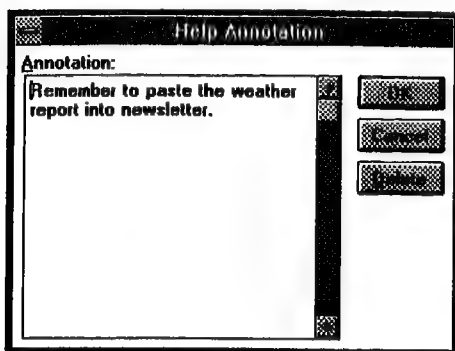 Help Annotation
Annotation:
Remember to paste the weather
report into newsletter.
OK
Cancel
Delete